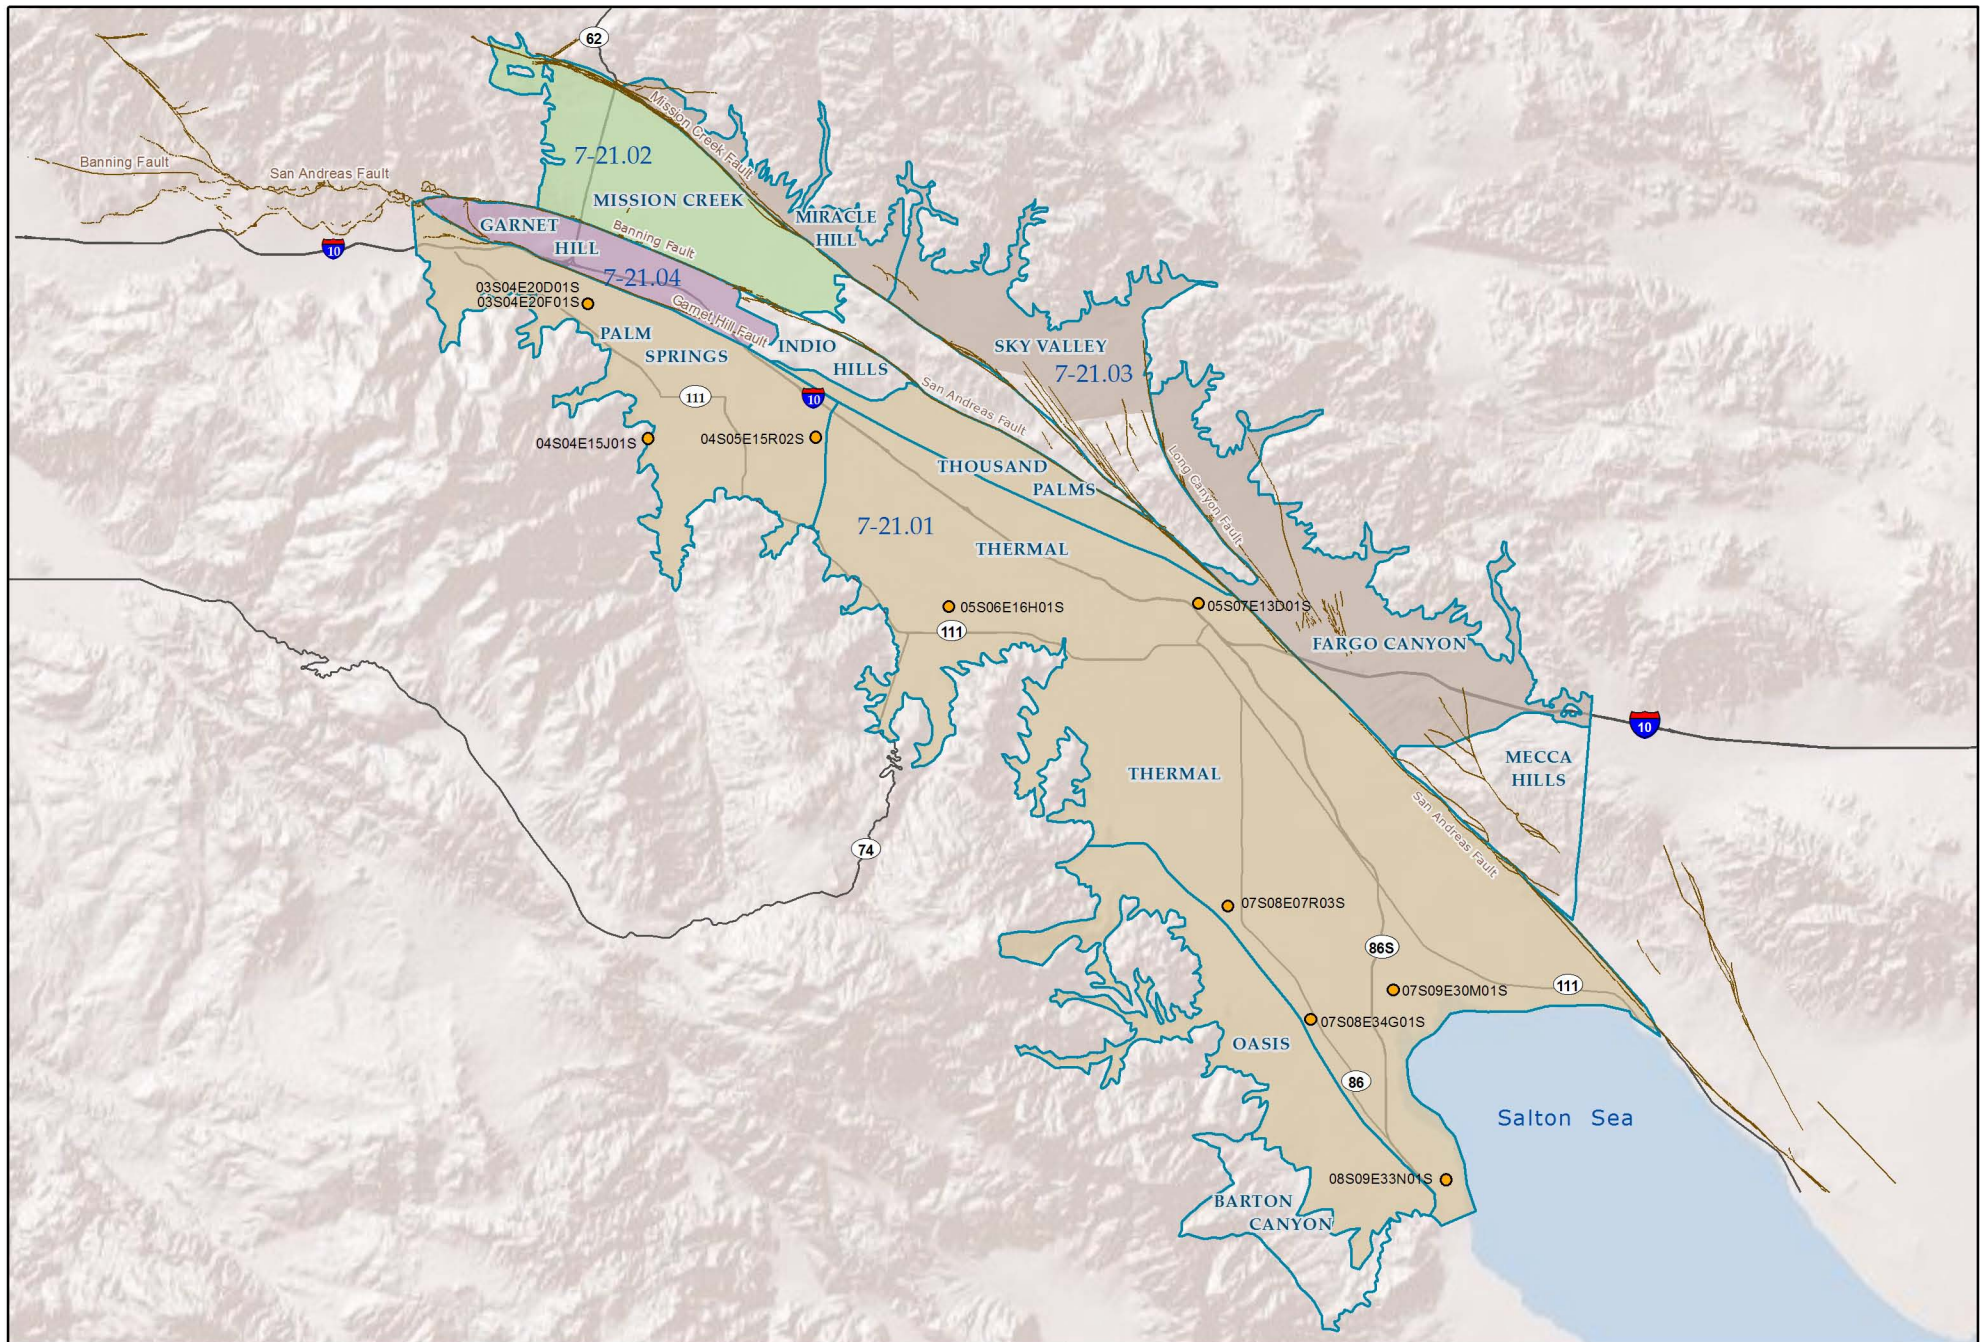 62
Mission Creek Fault
7-21.02
Banning Fault
San Andreas Fault
MISSION CREEK
MIRACLE
HILL
GARNET
HILL
Banning Fault
10
7-21.04
03S04E20D01S
03S04E20F01S
Garnet Hill Fault
PALM
SPRINGS
INDIO
HILLS
SKY VALLEY
7-21.03
San Andreas Fault
111
10
04S04E15J01S
04S05E15R02S
THOUSAND
PALMS
Long Canyon Fault
7-21.01
THERMAL
05S06E16H01S
05S07E13D01S
111
FARGO CANYON
10
MECCA
HILLS
THERMAL
San Andreas Fault
74
07S08E07R03S
86S
111
07S09E30M01S
07S08E34G01S
OASIS
86
Salton Sea
08S09E33N01S
BARTON
CANYON